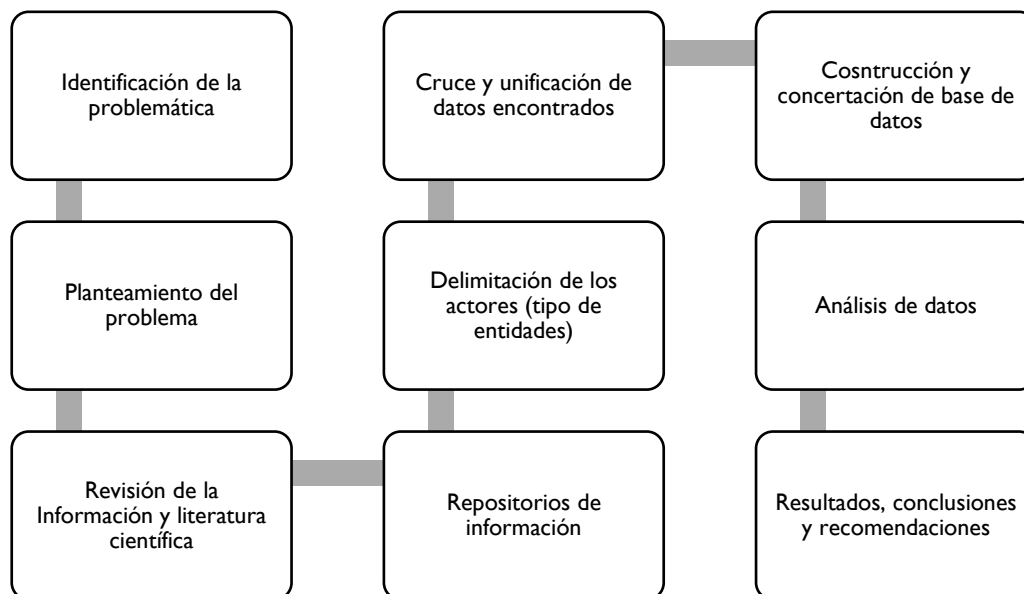 Identificación de la
problemática
Planteamiento del
problema
Revisión de la
Información y literatura
científica
Repositorios de
información
Delimitación de los
actores (tipo de
entidades)
Cruce y unificación de
datos encontrados
Cosntrucción y
concertación de base de
datos
Análisis de datos
Resultados, conclusiones
y recomendaciones